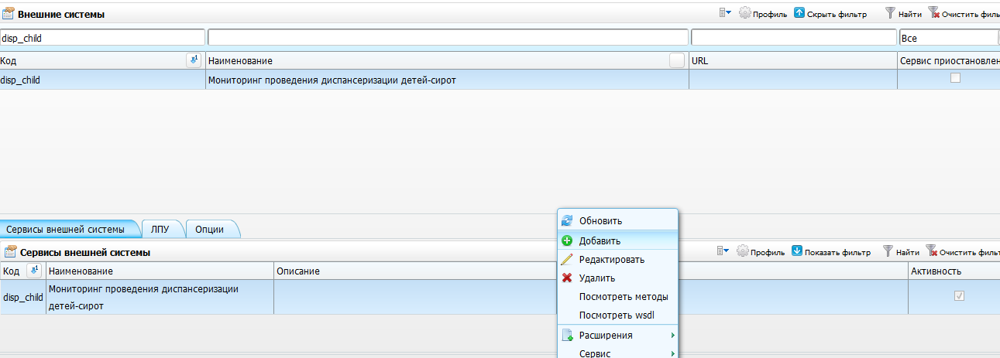 Внешние системы
Профиль Скрыть фильтр Найти Очистить филь
disp_child Все
Код Наименование URL Сервис приостановлен
disp_child Мониторинг проведения диспансеризации детей-сирот
Сервисы внешней системы ЛПУ Опции
Сервисы внешней системы
Профиль Показать фильтр Найти Очистить фильт
Код Наименование Описание Активность
disp_child Мониторинг проведения диспансеризации
детей-сирот
Обновить
Добавить
Редактировать
Удалить
Посмотреть методы
Посмотреть wsdl
Расширения
Сервис